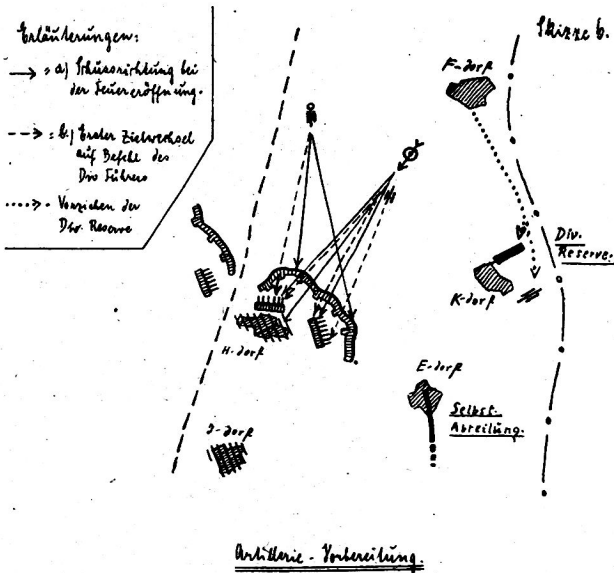 Skizze 6.
Erläuterungen:
= a) Schussrichtung bei
der Feuereröffnung.
= b) Erster Zielwechsel
auf Befehl des
Div Führers
= Vorziehen der
Div. Reserve
F-dorf
Div.
Reserve.
K-dorf
H-dorf
E-dorf
Selbst.
Abteilung.
J-dorf
Artillerie-Vorbereitung.